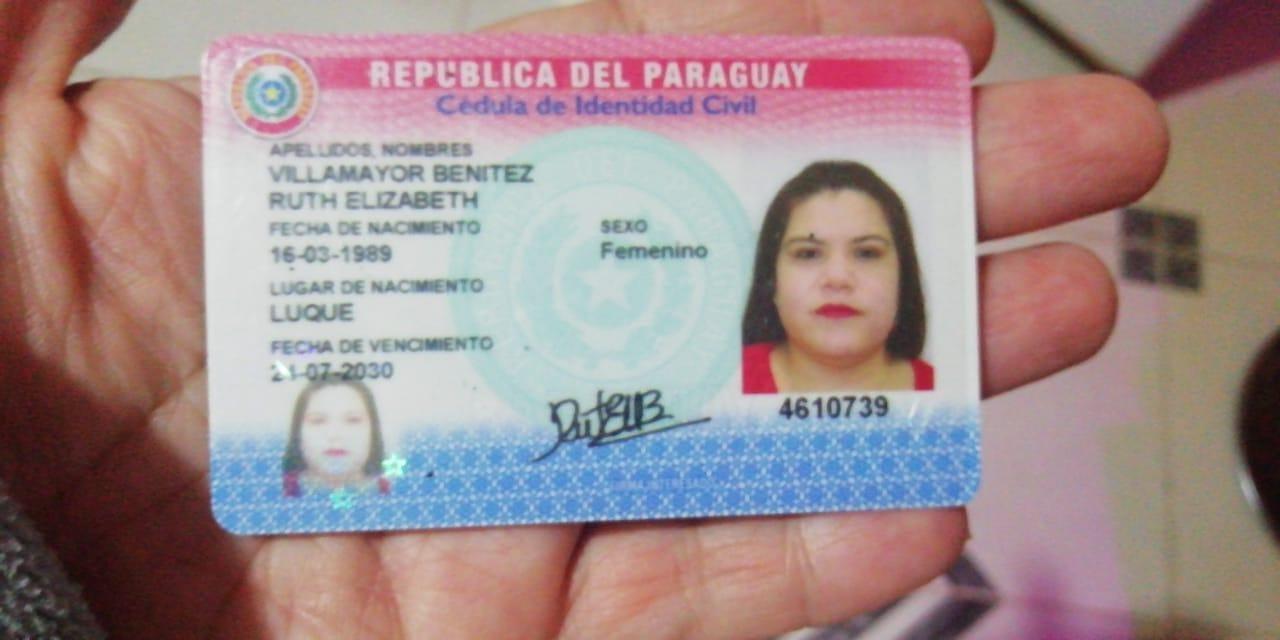 REPÚBLICA DEL PARAGUAY
Cédula de Identidad Civil
APELLIDOS, NOMBRES
VILLAMAYOR BENITEZ
RUTH ELIZABETH
FECHA DE NACIMIENTO
16-03-1989
SEXO
Femenino
LUGAR DE NACIMIENTO
LUQUE
FECHA DE VENCIMIENTO
21-07-2030
4610739